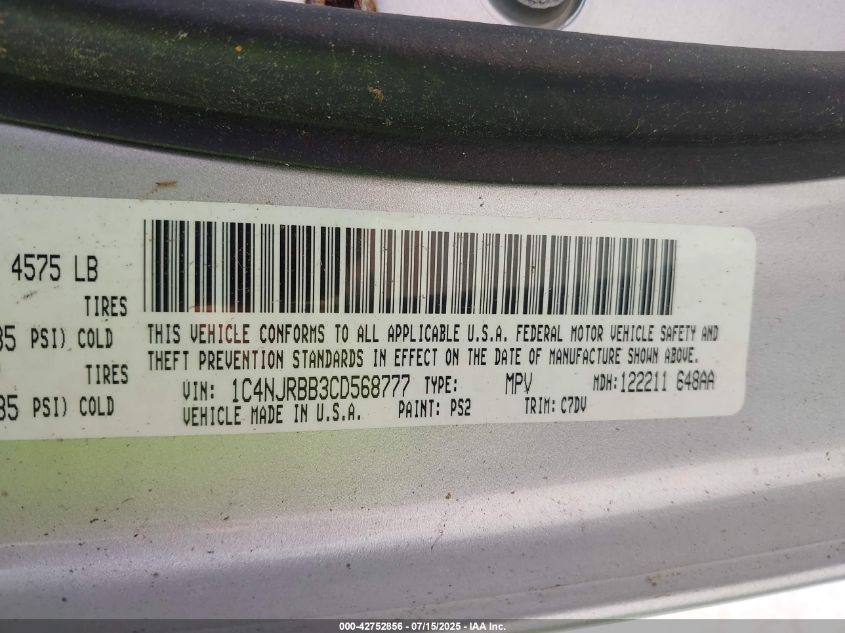 4575 LB
TIRES
35 PSI) COLD
TIRES
35 PSI) COLD
THIS VEHICLE CONFORMS TO ALL APPLICABLE U.S.A. FEDERAL MOTOR VEHICLE SAFETY AND
THEFT PREVENTION STANDARDS IN EFFECT ON THE DATE OF MANUFACTURE SHOWN ABOVE.
VIN: 1C4NJRBB3CD568777 TYPE: MPV MDH:122211 648AA
VEHICLE MADE IN U.S.A. PAINT: PS2 TRIM: C7DV
000-42752856 - 07/15/2025 - IAA Inc.